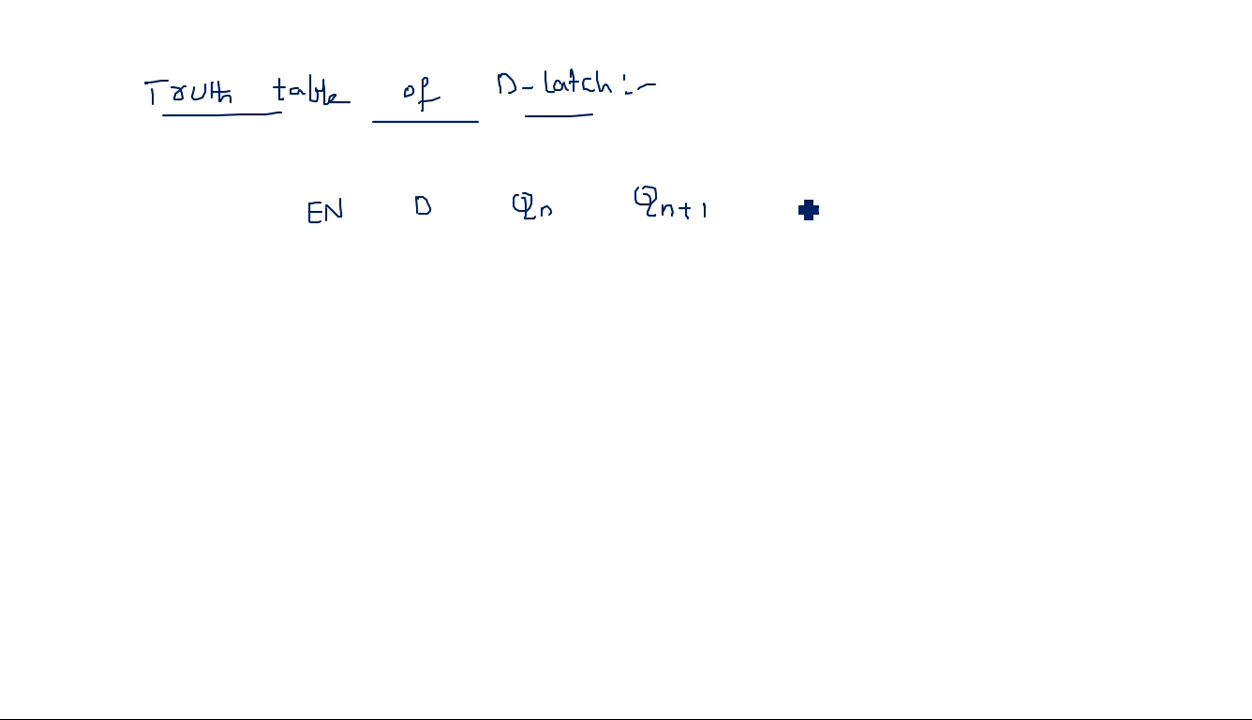 Truth table of D-latch :-
EN D Qn Qn+1